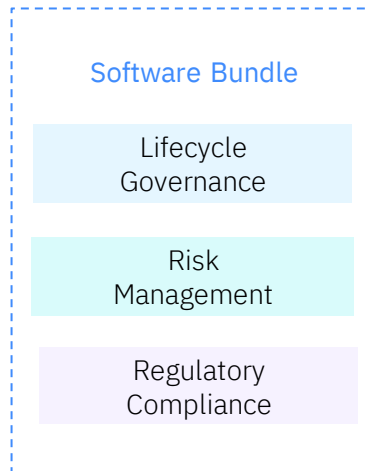 Software Bundle
Lifecycle
Governance
Risk
Management
Regulatory
Compliance